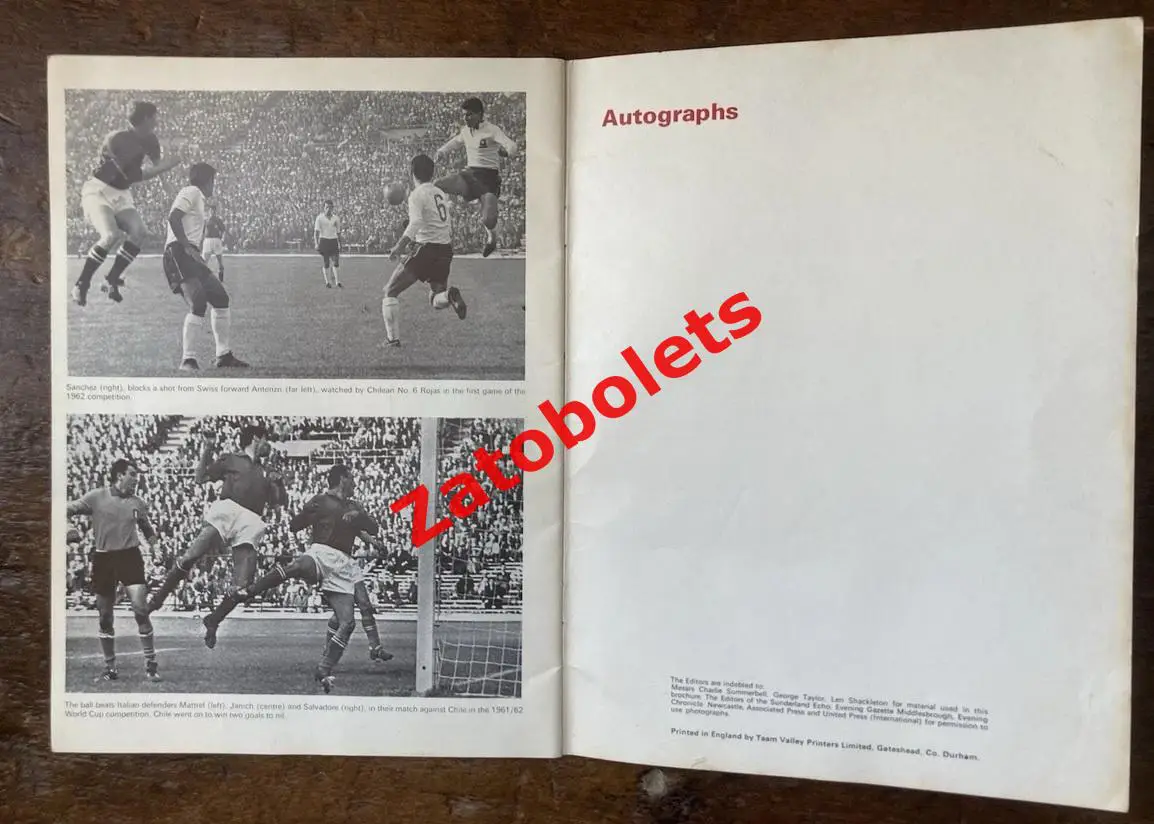 6
Sanchez (right), blocks a shot from Swiss forward Antenzn (far left), watched by Chilean No. 6 Rojas in the first game of the
1962 competition.
The ball beats Italian defenders Mattrel (left), Janich (centre) and Salvadore (right), in their match against Chile in the 1961/62
World Cup competition. Chile went on to win two goals to nil.
Autographs
Zatobolets
The Editors are indebted to:
Messrs Charlie Summerbell, George Taylor, Len Shackleton for material used in this
brochure. The Editors of the Sunderland Echo, Evening Gazette Middlesbrough, Evening
Chronicle Newcastle, Associated Press and United Press (International) for permission to
use photographs.
Printed in England by Team Valley Printers Limited, Gateshead, Co. Durham.